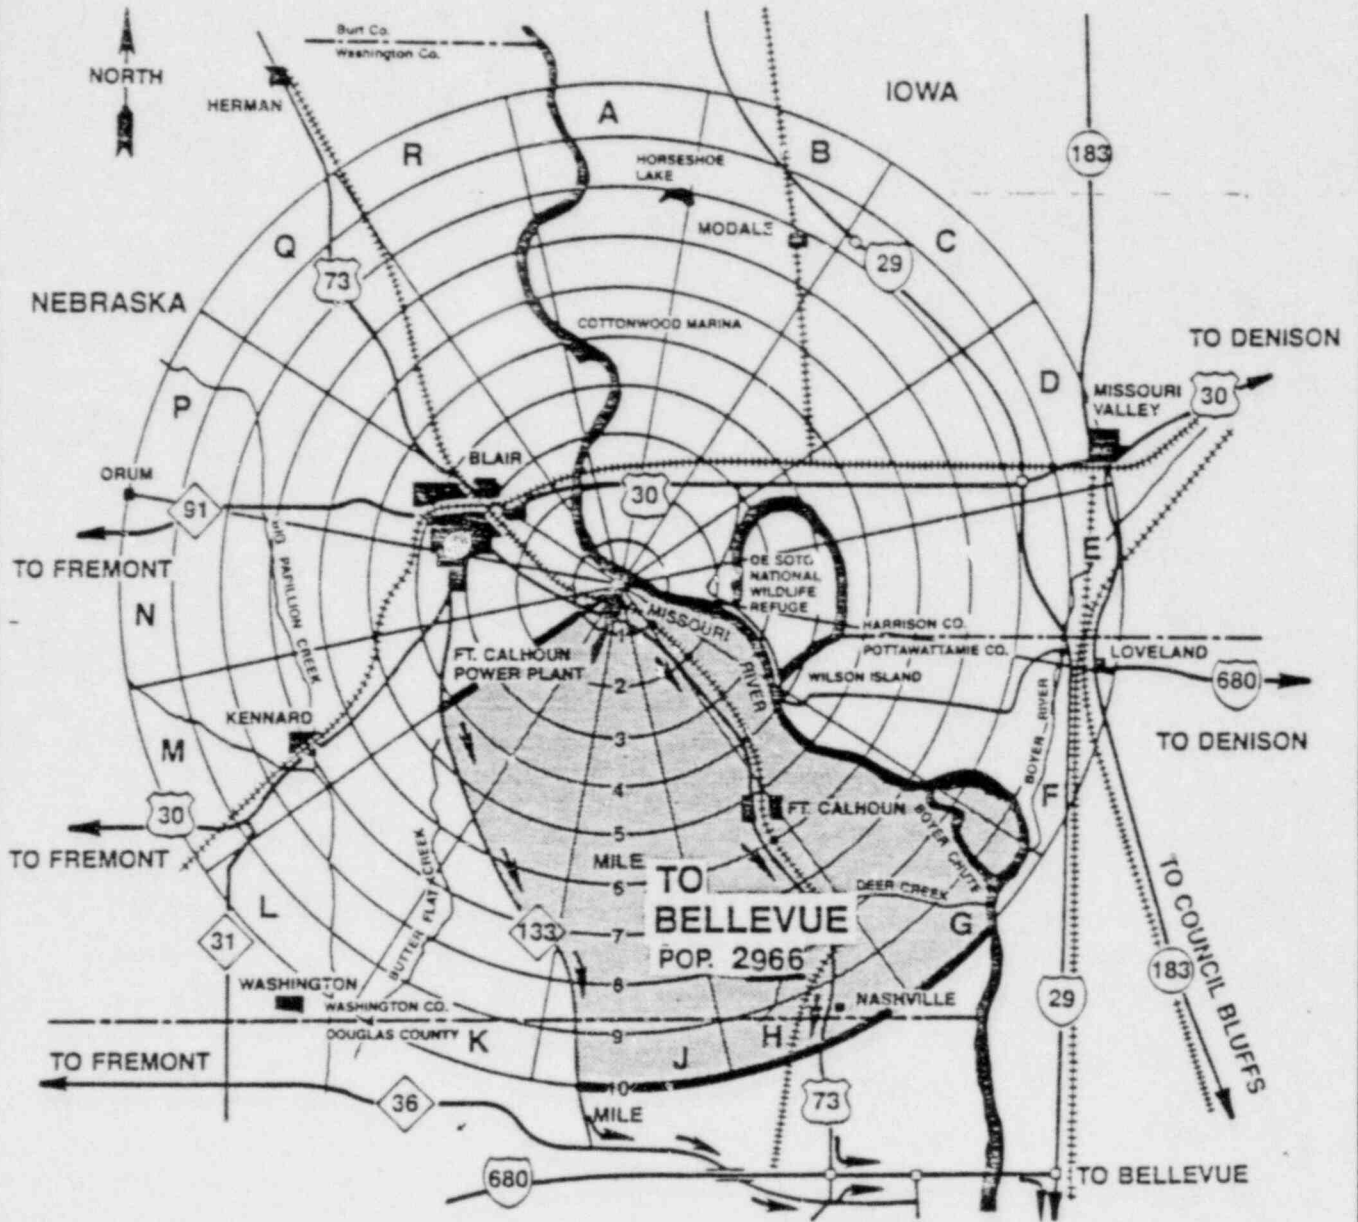 Burt Co.
Washington Co.
NORTH
HERMAN
IOWA
A
R
B
183
HORSESHOE
LAKE
MODALE
C
Q
29
73
NEBRASKA
COTTONWOOD MARINA
TO DENISON
D
MISSOURI
VALLEY
30
P
BLAIR
ORUM
30
91
TO FREMONT
BIG PAPILLION CREEK
E
DE SOTO
NATIONAL
WILDLIFE
REFUGE
N
MISSOURI
RIVER
HARRISON CO.
POTTAWATTAMIE CO.
1
FT. CALHOUN
POWER PLANT
LOVELAND
2
WILSON ISLAND
680
TO DENISON
KENNARD
3
M
BOYER RIVER
4
F
30
FT. CALHOUN
BOYER CHUTE
TO FREMONT
5
MILE
6
TO
BELLEVUE
POP. 2966
DEER CREEK
TO COUNCIL BLUFFS
BUTTER FLAT CREEK
L
133
7
G
31
183
8
WASHINGTON
29
NASHVILLE
WASHINGTON CO.
DOUGLAS COUNTY
9
K
H
J
TO FREMONT
10
MILE
36
73
680
TO BELLEVUE